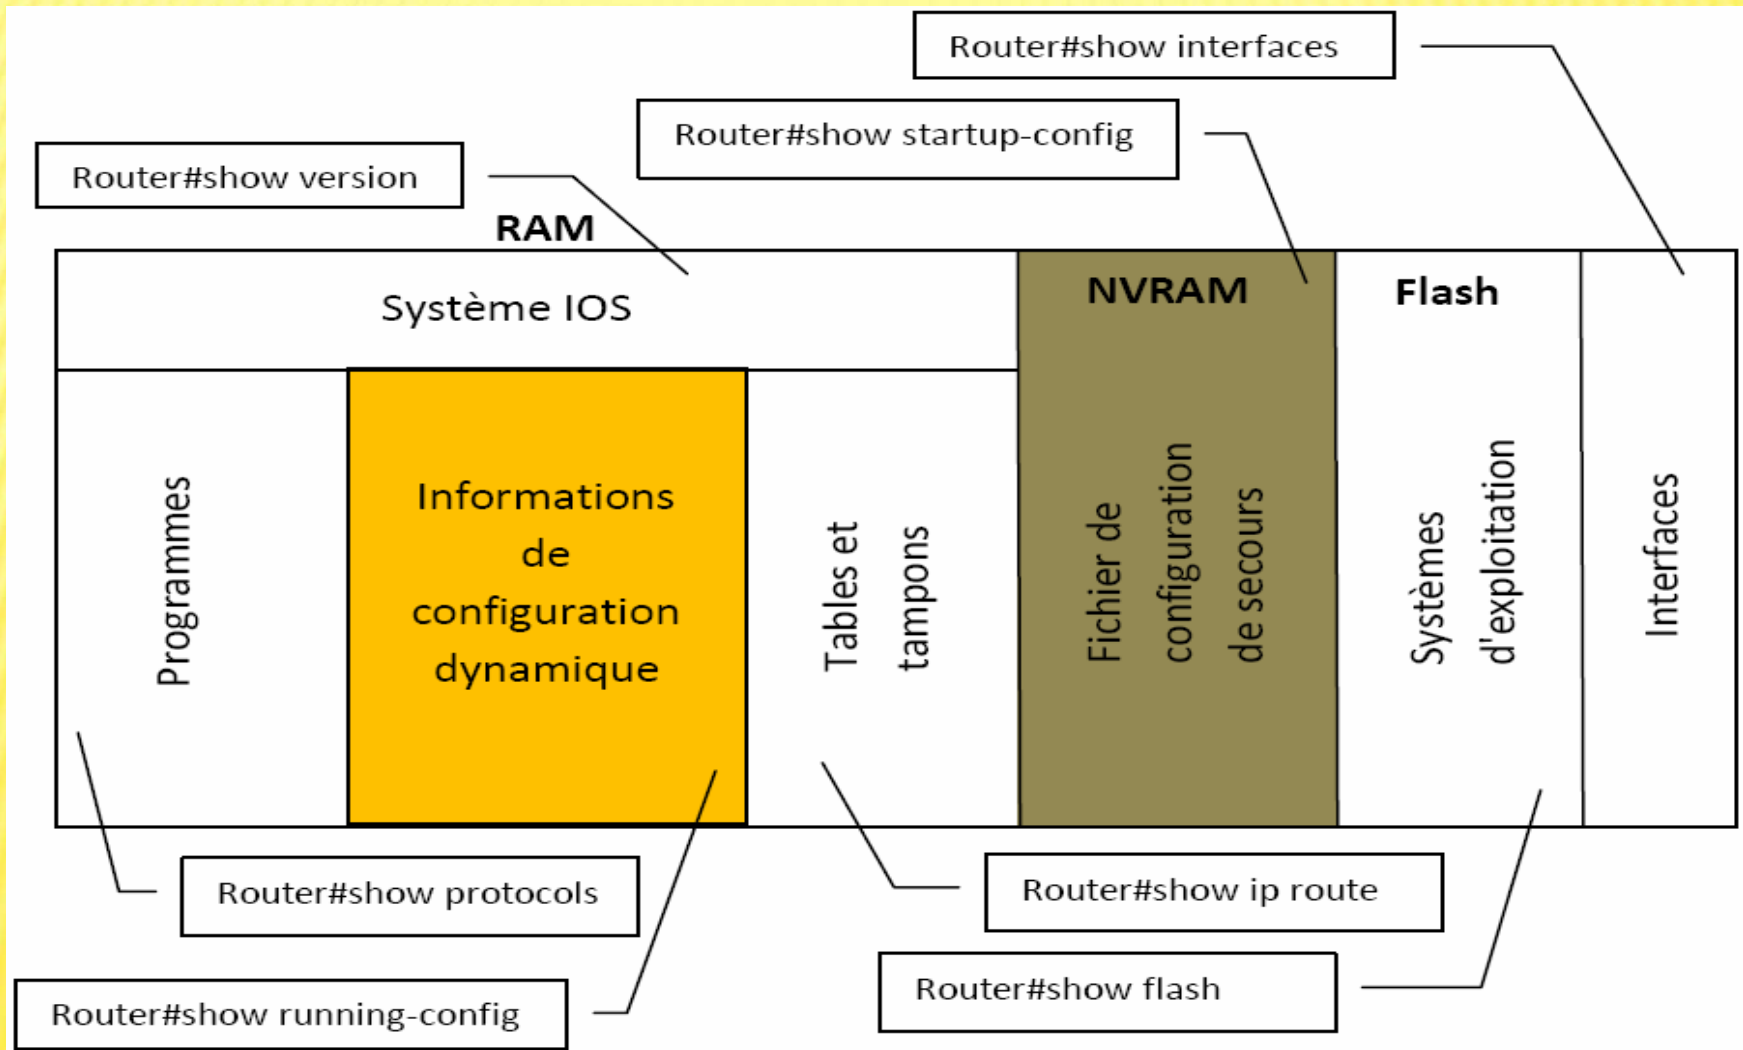 Router#show interfaces
Router#show startup-config
Router#show version
RAM
Système IOS
NVRAM
Flash
Programmes
Informations
de
configuration
dynamique
Tables et
tampons
Fichier de
configuration
de secours
Systèmes
d'exploitation
Interfaces
Router#show protocols
Router#show ip route
Router#show flash
Router#show running-config